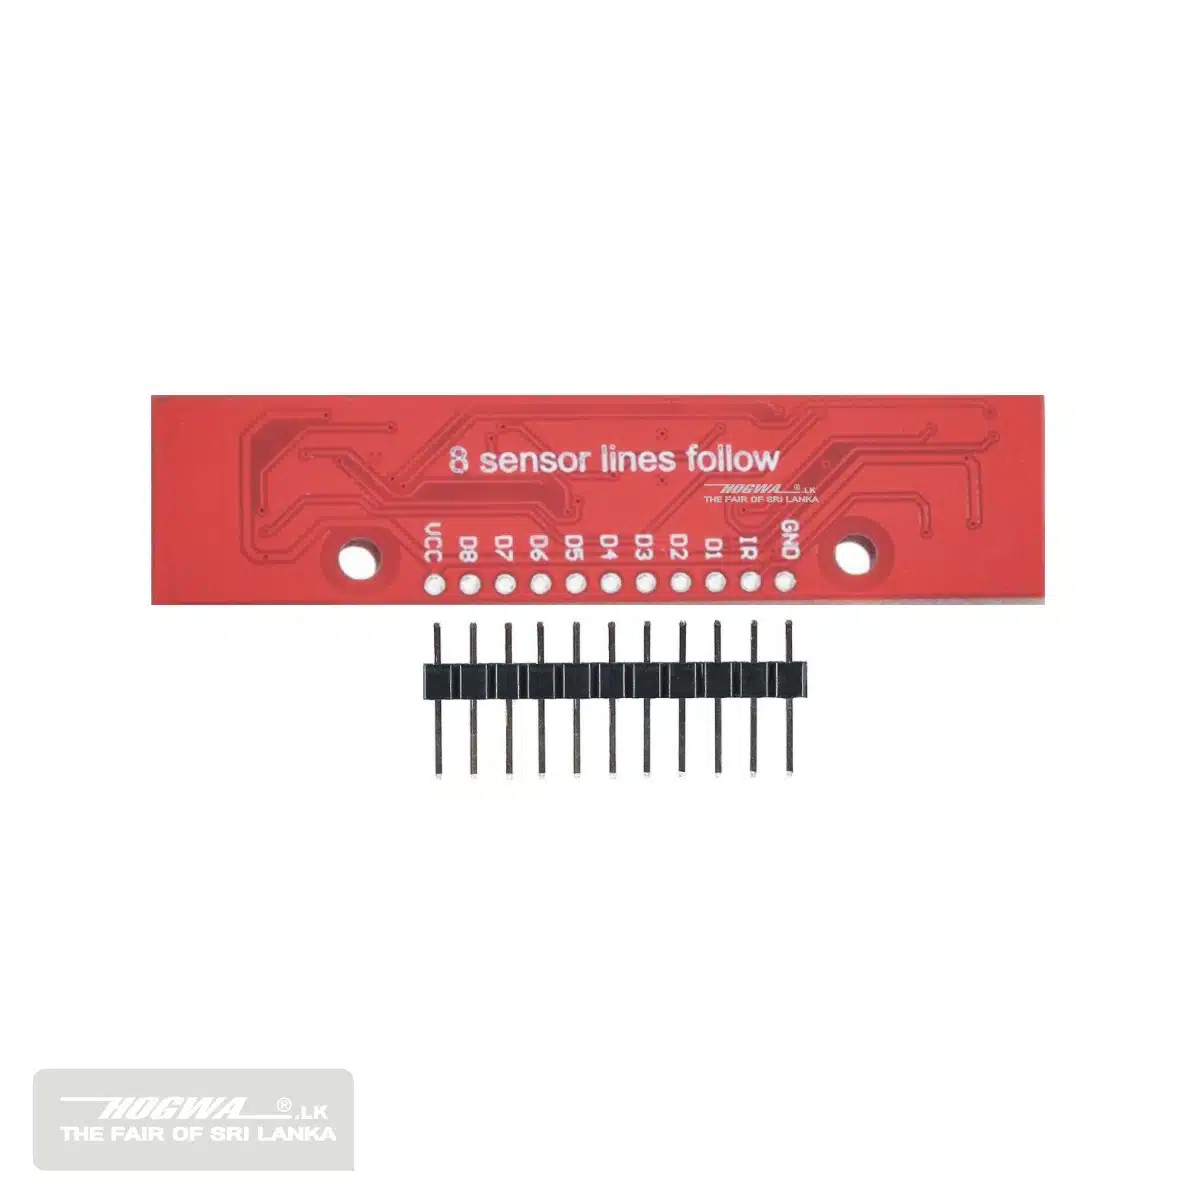 8 sensor lines follow
HOGWA ®.LK
THE FAIR OF SRI LANKA
VCC D8 D7 D6 D5 D4 D3 D2 D1 IR GND
HOGWA ®.LK
THE FAIR OF SRI LANKA